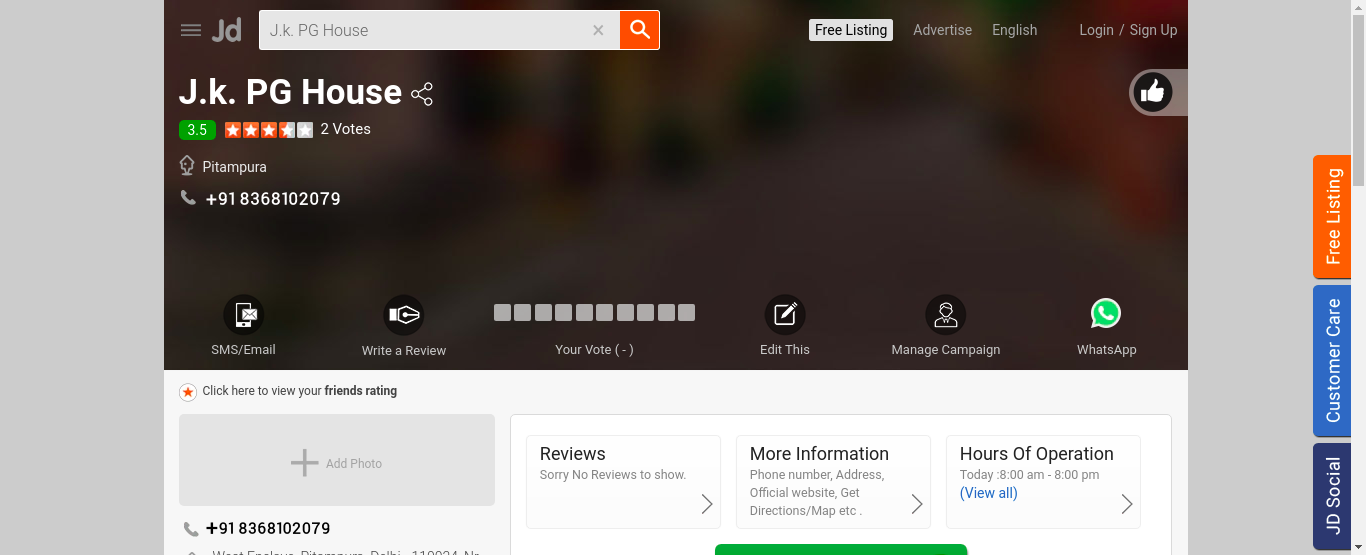 Jd
J.k. PG House
Free Listing
Advertise
English
Login / Sign Up
J.k. PG House
3.5
2 Votes
Pitampura
+91 8368102079
SMS/Email
Write a Review
Your Vote ( - )
Edit This
Manage Campaign
WhatsApp
Click here to view your friends rating
Add Photo
+91 8368102079
West Enclave, Pitampura, Delhi - 110034, Nr
Reviews
Sorry No Reviews to show.
More Information
Phone number, Address,
Official website, Get
Directions/Map etc .
Hours Of Operation
Today :8:00 am - 8:00 pm
(View all)
Free Listing
Customer Care
JD Social